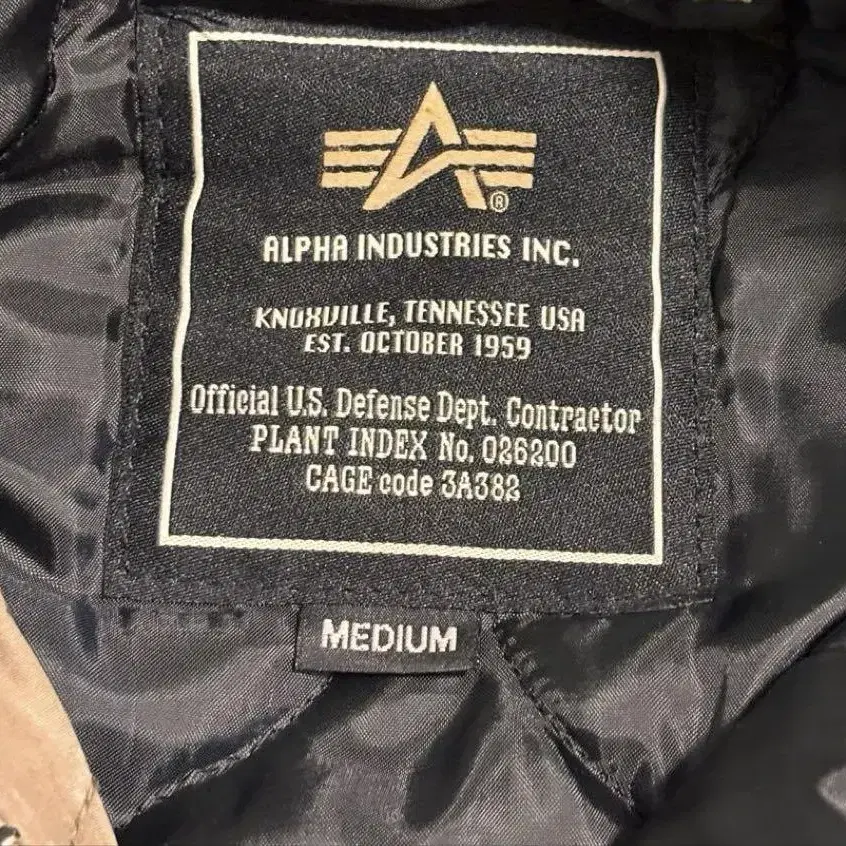 ®
ALPHA INDUSTRIES INC.
KNOXVILLE, TENNESSEE USA
EST. OCTOBER 1959
Official U.S. Defense Dept. Contractor
PLANT INDEX No. 026200
CAGE code 3A382
MEDIUM